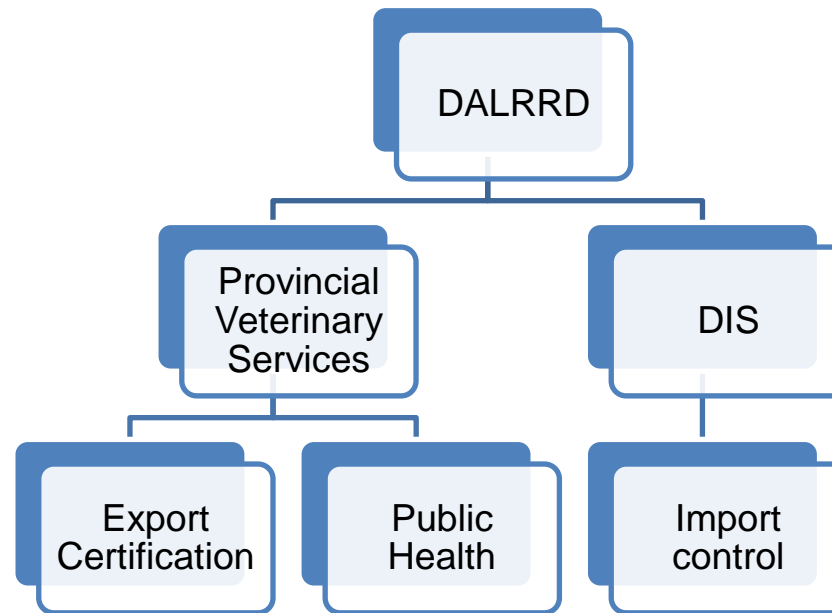 DALRRD
Provincial
Veterinary
Services
DIS
Export
Certification
Public
Health
Import
control